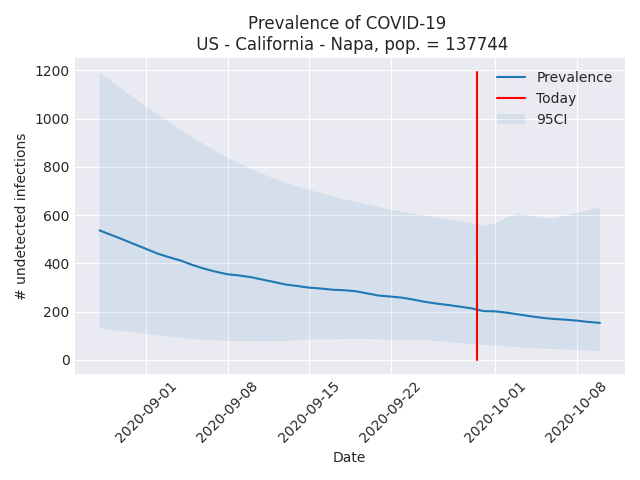 Prevalence of COVID-19
US - California - Napa, pop. = 137744
Prevalence
Today
95CI
1200
1000
800
600
400
200
0
# undetected infections
2020-09-01
2020-09-08
2020-09-15
2020-09-22
2020-10-01
2020-10-08
Date